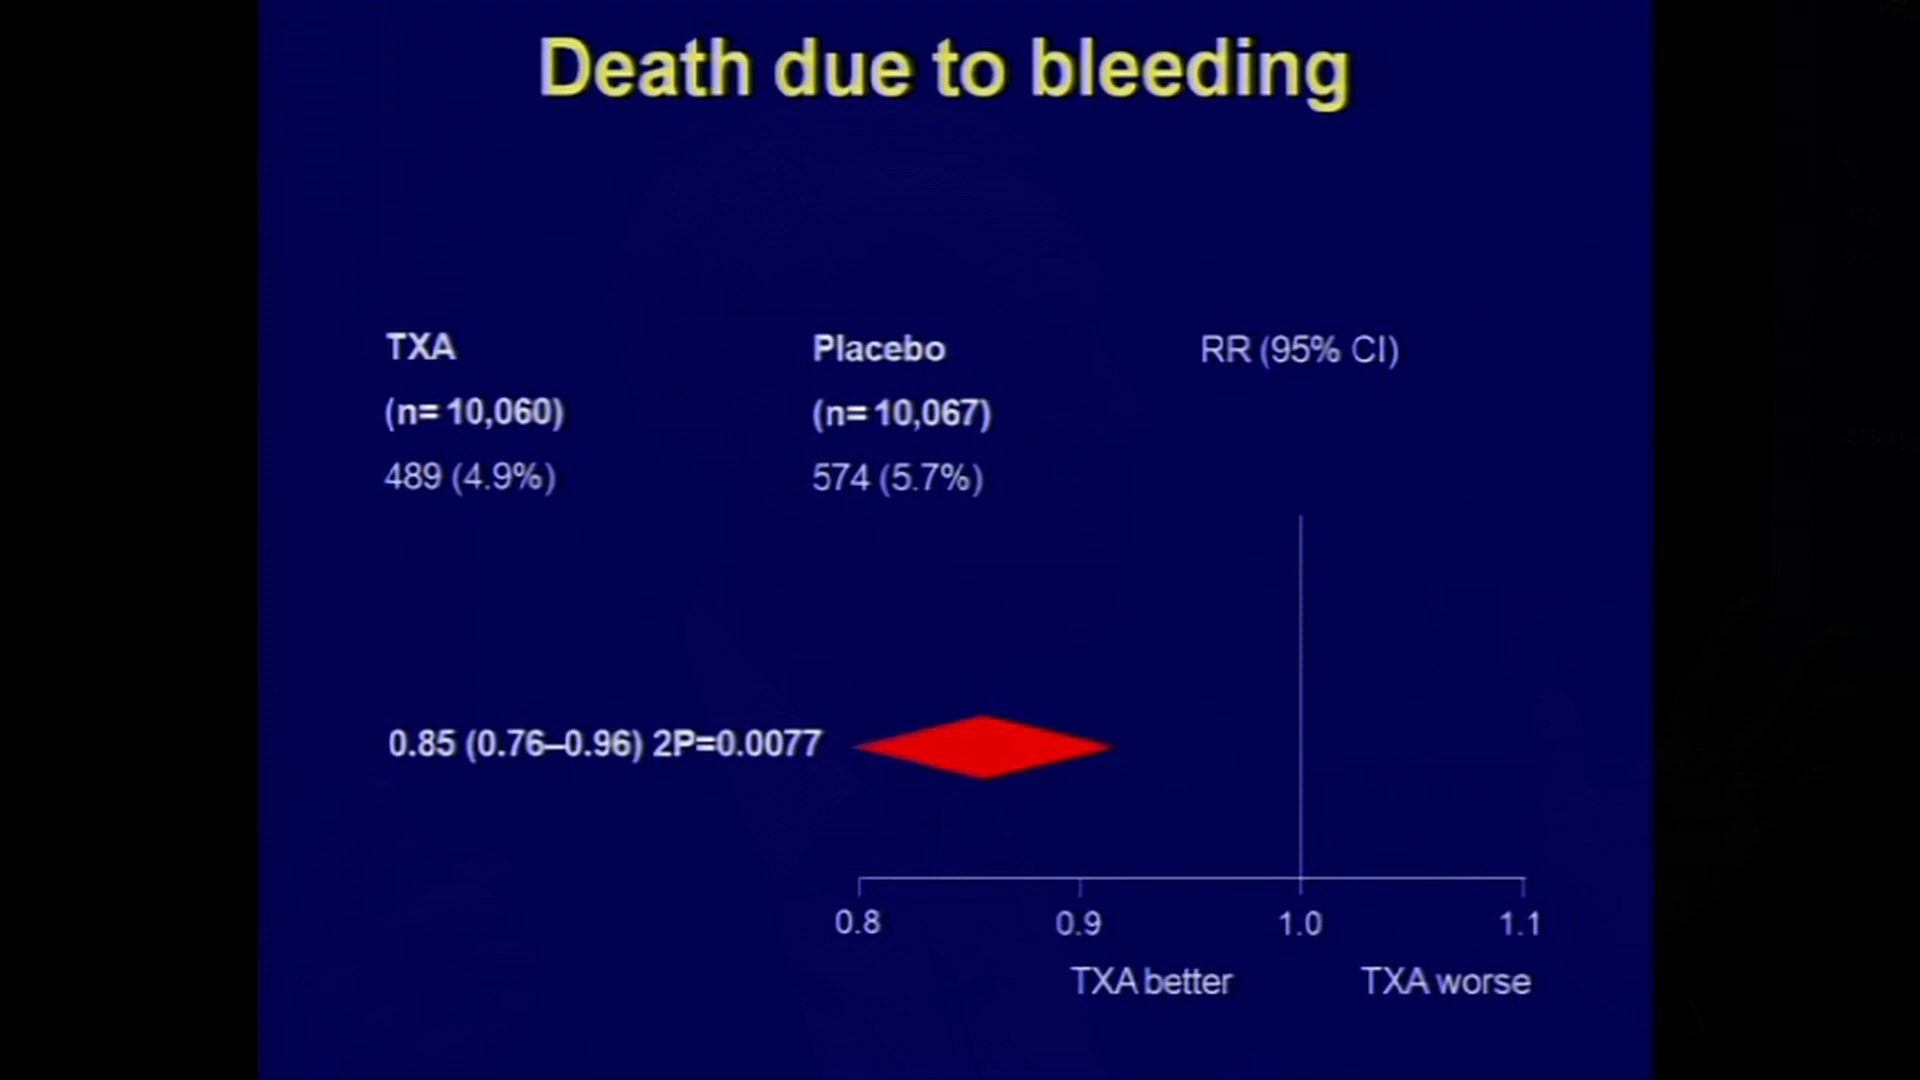 Death due to bleeding
TXA
(n= 10,060)
489 (4.9%)
Placebo
(n= 10,067)
574 (5.7%)
RR (95% CI)
0.85 (0.76–0.96) 2P=0.0077
0.8 0.9 1.0 1.1
TXA better TXA worse